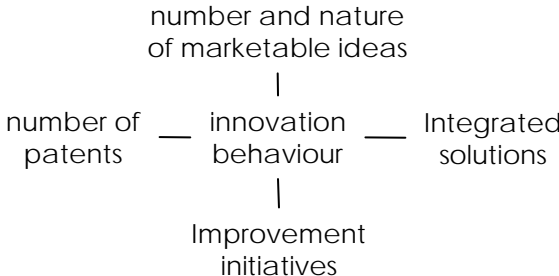 number and nature
of marketable ideas
number of
patents
innovation
behaviour
Integrated
solutions
Improvement
initiatives